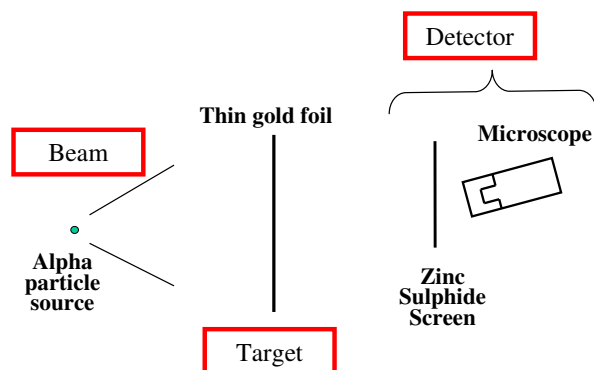 Detector
Thin gold foil
Microscope
Beam
Alpha
particle
source
Zinc
Sulphide
Screen
Target